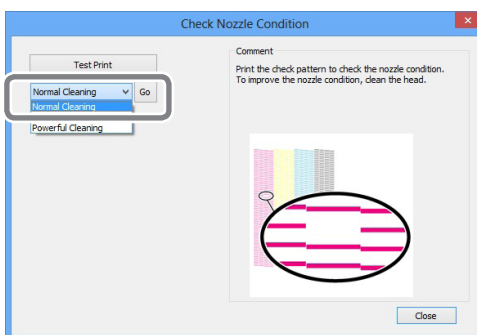 Check Nozzle Condition
Test Print
Normal Cleaning
Go
Normal Cleaning
Powerful Cleaning
Comment
Print the check pattern to check the nozzle condition.
To improve the nozzle condition, clean the head.
Close